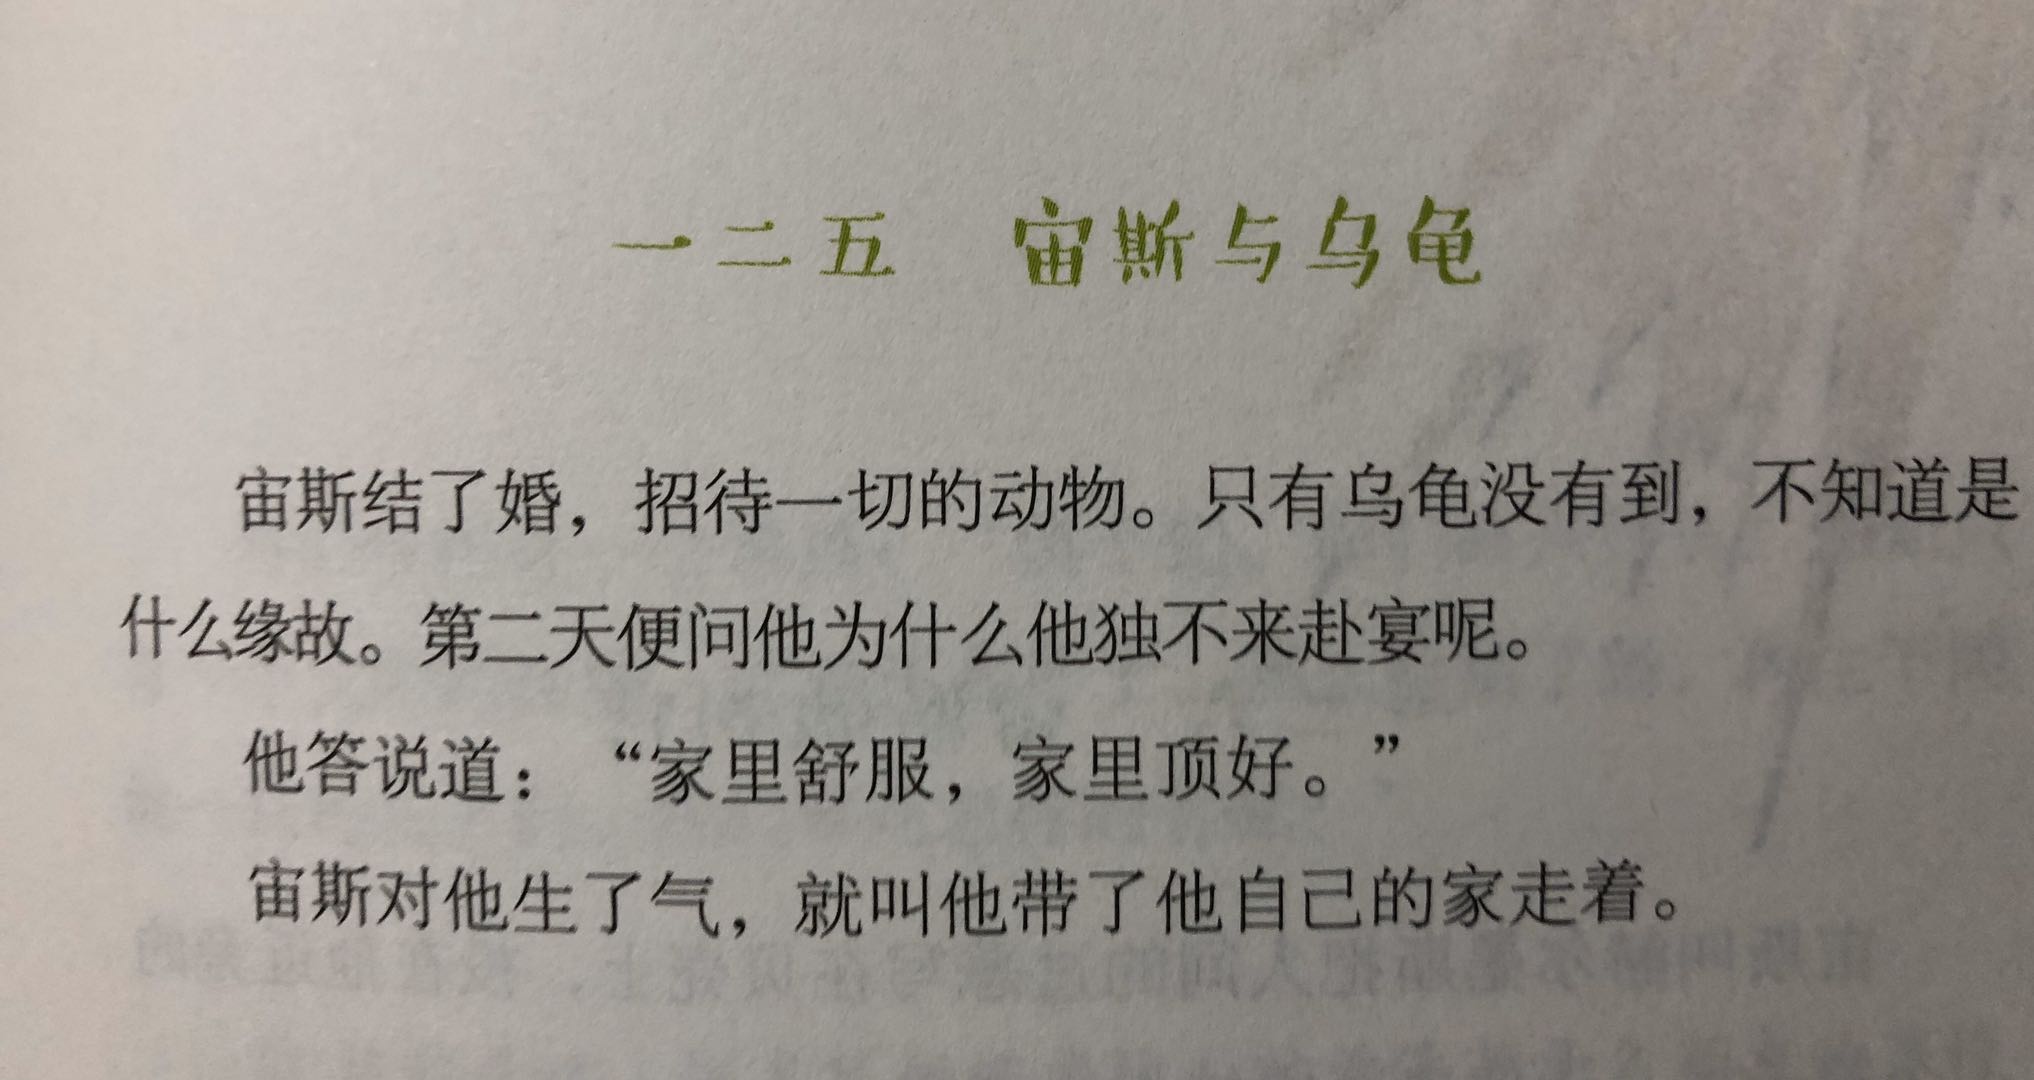 一二五 宙斯与乌龟
宙斯结了婚，招待一切的动物。只有乌龟没有到，不知道是
什么缘故。第二天便问他为什么他独不来赴宴呢。
他答说道：“家里舒服，家里顶好。”
宙斯对他生了气，就叫他带了他自己的家走着。